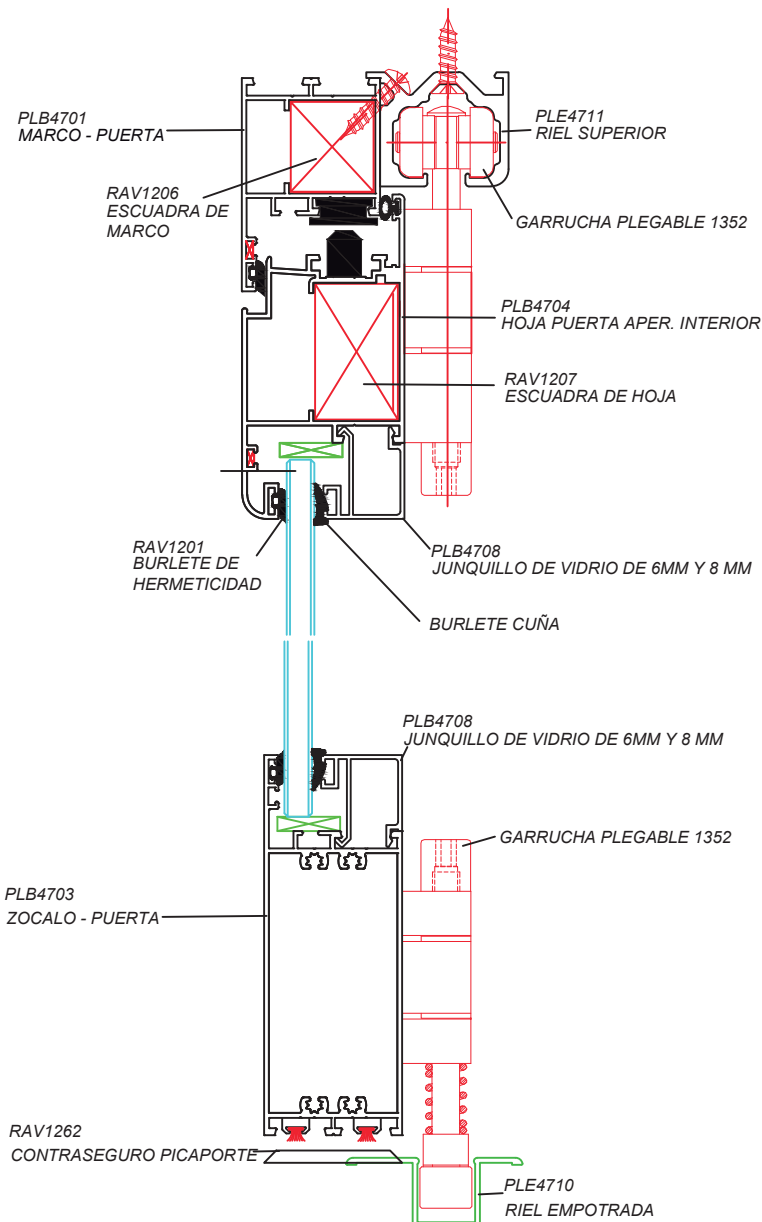 PLB4701
MARCO - PUERTA
PLE4711
RIEL SUPERIOR
RAV1206
ESCUADRA DE
MARCO
GARRUCHA PLEGABLE 1352
PLB4704
HOJA PUERTA APER. INTERIOR
RAV1207
ESCUADRA DE HOJA
RAV1201
BURLETE DE
HERMETICIDAD
PLB4708
JUNQUILLO DE VIDRIO DE 6MM Y 8 MM
BURLETE CUÑA
PLB4708
JUNQUILLO DE VIDRIO DE 6MM Y 8 MM
GARRUCHA PLEGABLE 1352
PLB4703
ZOCALO - PUERTA
RAV1262
CONTRASEGURO PICAPORTE
PLE4710
RIEL EMPOTRADA